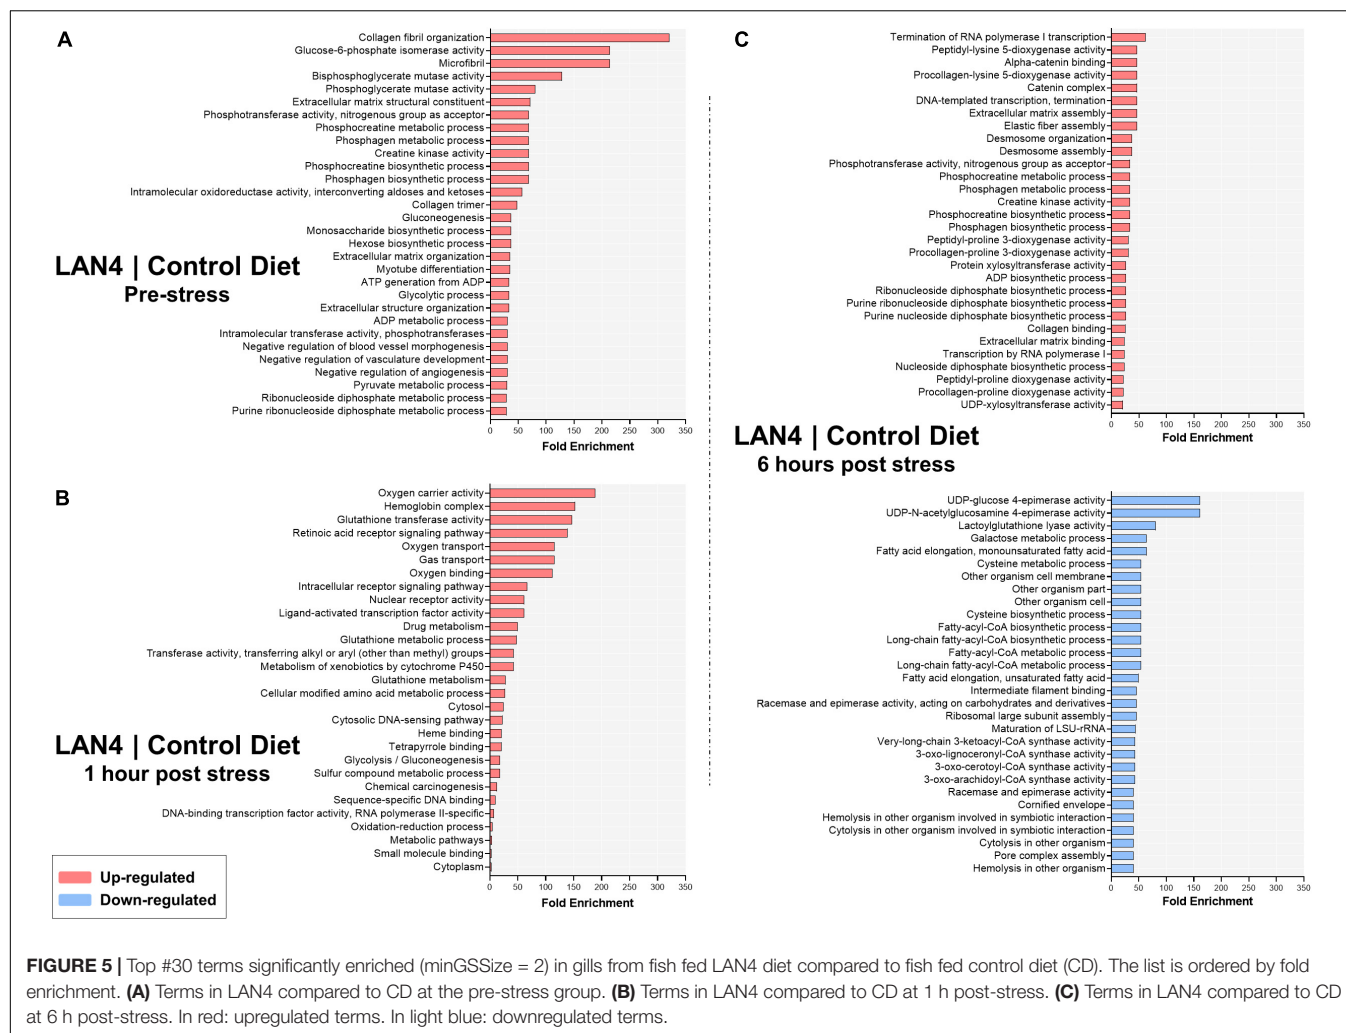 A
Collagen fibril organization
Glucose-6-phosphate isomerase activity
Microfibril
Bisphosphoglycerate mutase activity
Phosphoglycerate mutase activity
Extracellular matrix structural constituent
Phosphotransferase activity, nitrogenous group as acceptor
Phosphocreatine metabolic process
Phosphagen metabolic process
Creatine kinase activity
Phosphocreatine biosynthetic process
Phosphagen biosynthetic process
Intramolecular oxidoreductase activity, interconverting aldoses and ketoses
Collagen trimer
Gluconeogenesis
Monosaccharide biosynthetic process
Hexose biosynthetic process
Extracellular matrix organization
Myotube differentiation
ATP generation from ADP
Glycolytic process
Extracellular structure organization
ADP metabolic process
Intramolecular transferase activity, phosphotransferases
Negative regulation of blood vessel morphogenesis
Negative regulation of vasculature development
Negative regulation of angiogenesis
Pyruvate metabolic process
Ribonucleoside diphosphate metabolic process
Purine ribonucleoside diphosphate metabolic process
0 50 100 150 200 250 300 350
Fold Enrichment
LAN4 | Control Diet
Pre-stress
B
Oxygen carrier activity
Hemoglobin complex
Glutathione transferase activity
Retinoic acid receptor signaling pathway
Oxygen transport
Gas transport
Oxygen binding
Intracellular receptor signaling pathway
Nuclear receptor activity
Ligand-activated transcription factor activity
Drug metabolism
Glutathione metabolic process
Transferase activity, transferring alkyl or aryl (other than methyl) groups
Metabolism of xenobiotics by cytochrome P450
Glutathione metabolism
Cellular modified amino acid metabolic process
Cytosol
Cytosolic DNA-sensing pathway
Heme binding
Tetrapyrrole binding
Glycolysis / Gluconeogenesis
Sulfur compound metabolic process
Chemical carcinogenesis
Sequence-specific DNA binding
DNA-binding transcription factor activity, RNA polymerase II-specific
Oxidation-reduction process
Metabolic pathways
Small molecule binding
Cytoplasm
0 50 100 150 200 250 300 350
Fold Enrichment
LAN4 | Control Diet
1 hour post stress
Up-regulated
Down-regulated
C
Termination of RNA polymerase I transcription
Peptidyl-lysine 5-dioxygenase activity
Alpha-catenin binding
Procollagen-lysine 5-dioxygenase activity
Catenin complex
DNA-templated transcription, termination
Extracellular matrix assembly
Elastic fiber assembly
Desmosome organization
Desmosome assembly
Phosphotransferase activity, nitrogenous group as acceptor
Phosphocreatine metabolic process
Phosphagen metabolic process
Creatine kinase activity
Phosphocreatine biosynthetic process
Phosphagen biosynthetic process
Peptidyl-proline 3-dioxygenase activity
Procollagen-proline 3-dioxygenase activity
Protein xylosyltransferase activity
ADP biosynthetic process
Ribonucleoside diphosphate biosynthetic process
Purine ribonucleoside diphosphate biosynthetic process
Purine nucleoside diphosphate biosynthetic process
Collagen binding
Extracellular matrix binding
Transcription by RNA polymerase I
Nucleoside diphosphate biosynthetic process
Peptidyl-proline dioxygenase activity
Procollagen-proline dioxygenase activity
UDP-xylosyltransferase activity
0 50 100 150 200 250 300 350
Fold Enrichment
LAN4 | Control Diet
6 hours post stress
UDP-glucose 4-epimerase activity
UDP-N-acetylglucosamine 4-epimerase activity
Lactoylglutathione lyase activity
Galactose metabolic process
Fatty acid elongation, monounsaturated fatty acid
Cysteine metabolic process
Other organism cell membrane
Other organism part
Other organism cell
Cysteine biosynthetic process
Fatty-acyl-CoA biosynthetic process
Long-chain fatty-acyl-CoA biosynthetic process
Fatty-acyl-CoA metabolic process
Long-chain fatty-acyl-CoA metabolic process
Fatty acid elongation, unsaturated fatty acid
Intermediate filament binding
Racemase and epimerase activity, acting on carbohydrates and derivatives
Ribosomal large subunit assembly
Maturation of LSU-rRNA
Very-long-chain 3-ketoacyl-CoA synthase activity
3-oxo-lignoceronyl-CoA synthase activity
3-oxo-cerotoyl-CoA synthase activity
3-oxo-arachidoyl-CoA synthase activity
Racemase and epimerase activity
Cornified envelope
Hemolysis in other organism involved in symbiotic interaction
Cytolysis in other organism involved in symbiotic interaction
Cytolysis in other organism
Pore complex assembly
Hemolysis in other organism
0 50 100 150 200 250 300 350
Fold Enrichment
FIGURE 5 | Top #30 terms significantly enriched (minGSSize = 2) in gills from fish fed LAN4 diet compared to fish fed control diet (CD). The list is ordered by fold
enrichment. (A) Terms in LAN4 compared to CD at the pre-stress group. (B) Terms in LAN4 compared to CD at 1 h post-stress. (C) Terms in LAN4 compared to CD
at 6 h post-stress. In red: upregulated terms. In light blue: downregulated terms.